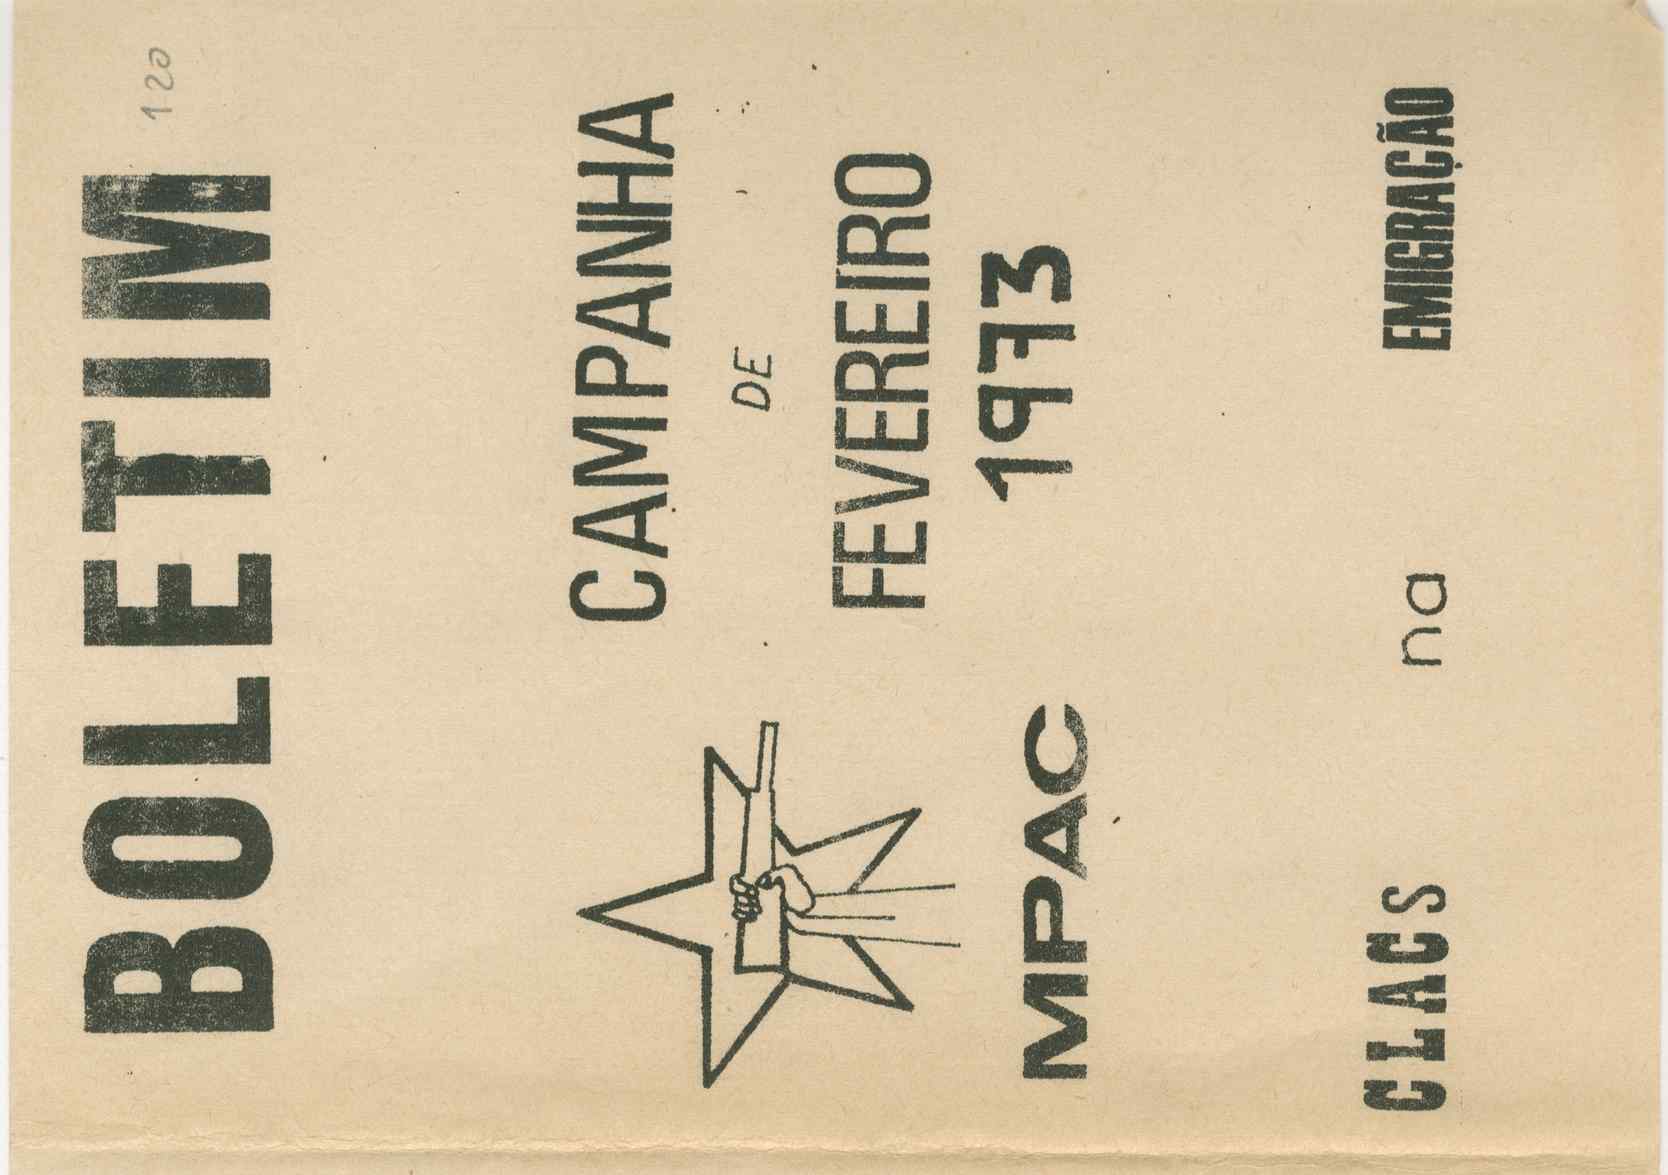 120
BOLETIM
CAMPANHA
DE
FEVEREIRO
1973
MPAC
CLACS na EMIGRAÇÃO